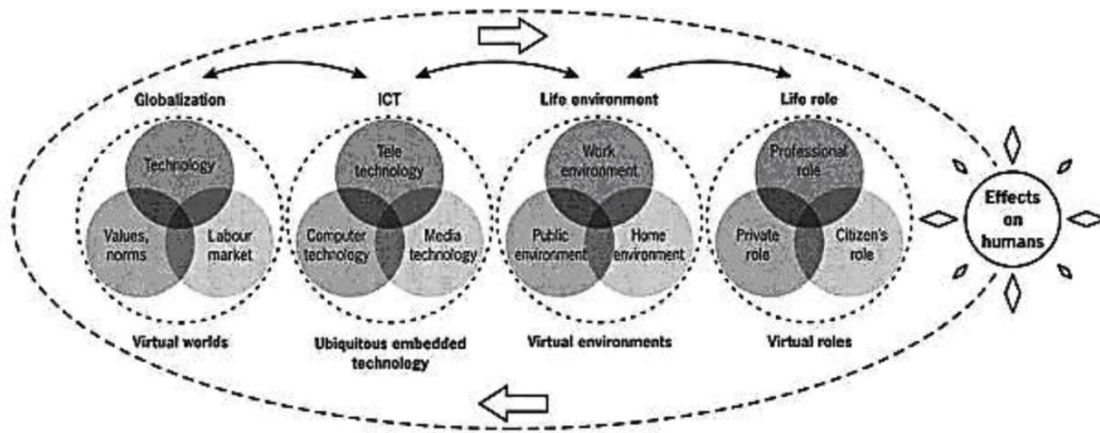 Globalization
ICT
Life environment
Life role
Technology
Values,
norms
Labour
market
Tele
technology
Computer
technology
Media
technology
Work
environment
Public
environment
Home
environment
Professional
role
Private
role
Citizen's
role
Effects
on
humans
Virtual worlds
Ubiquitous embedded
technology
Virtual environments
Virtual roles